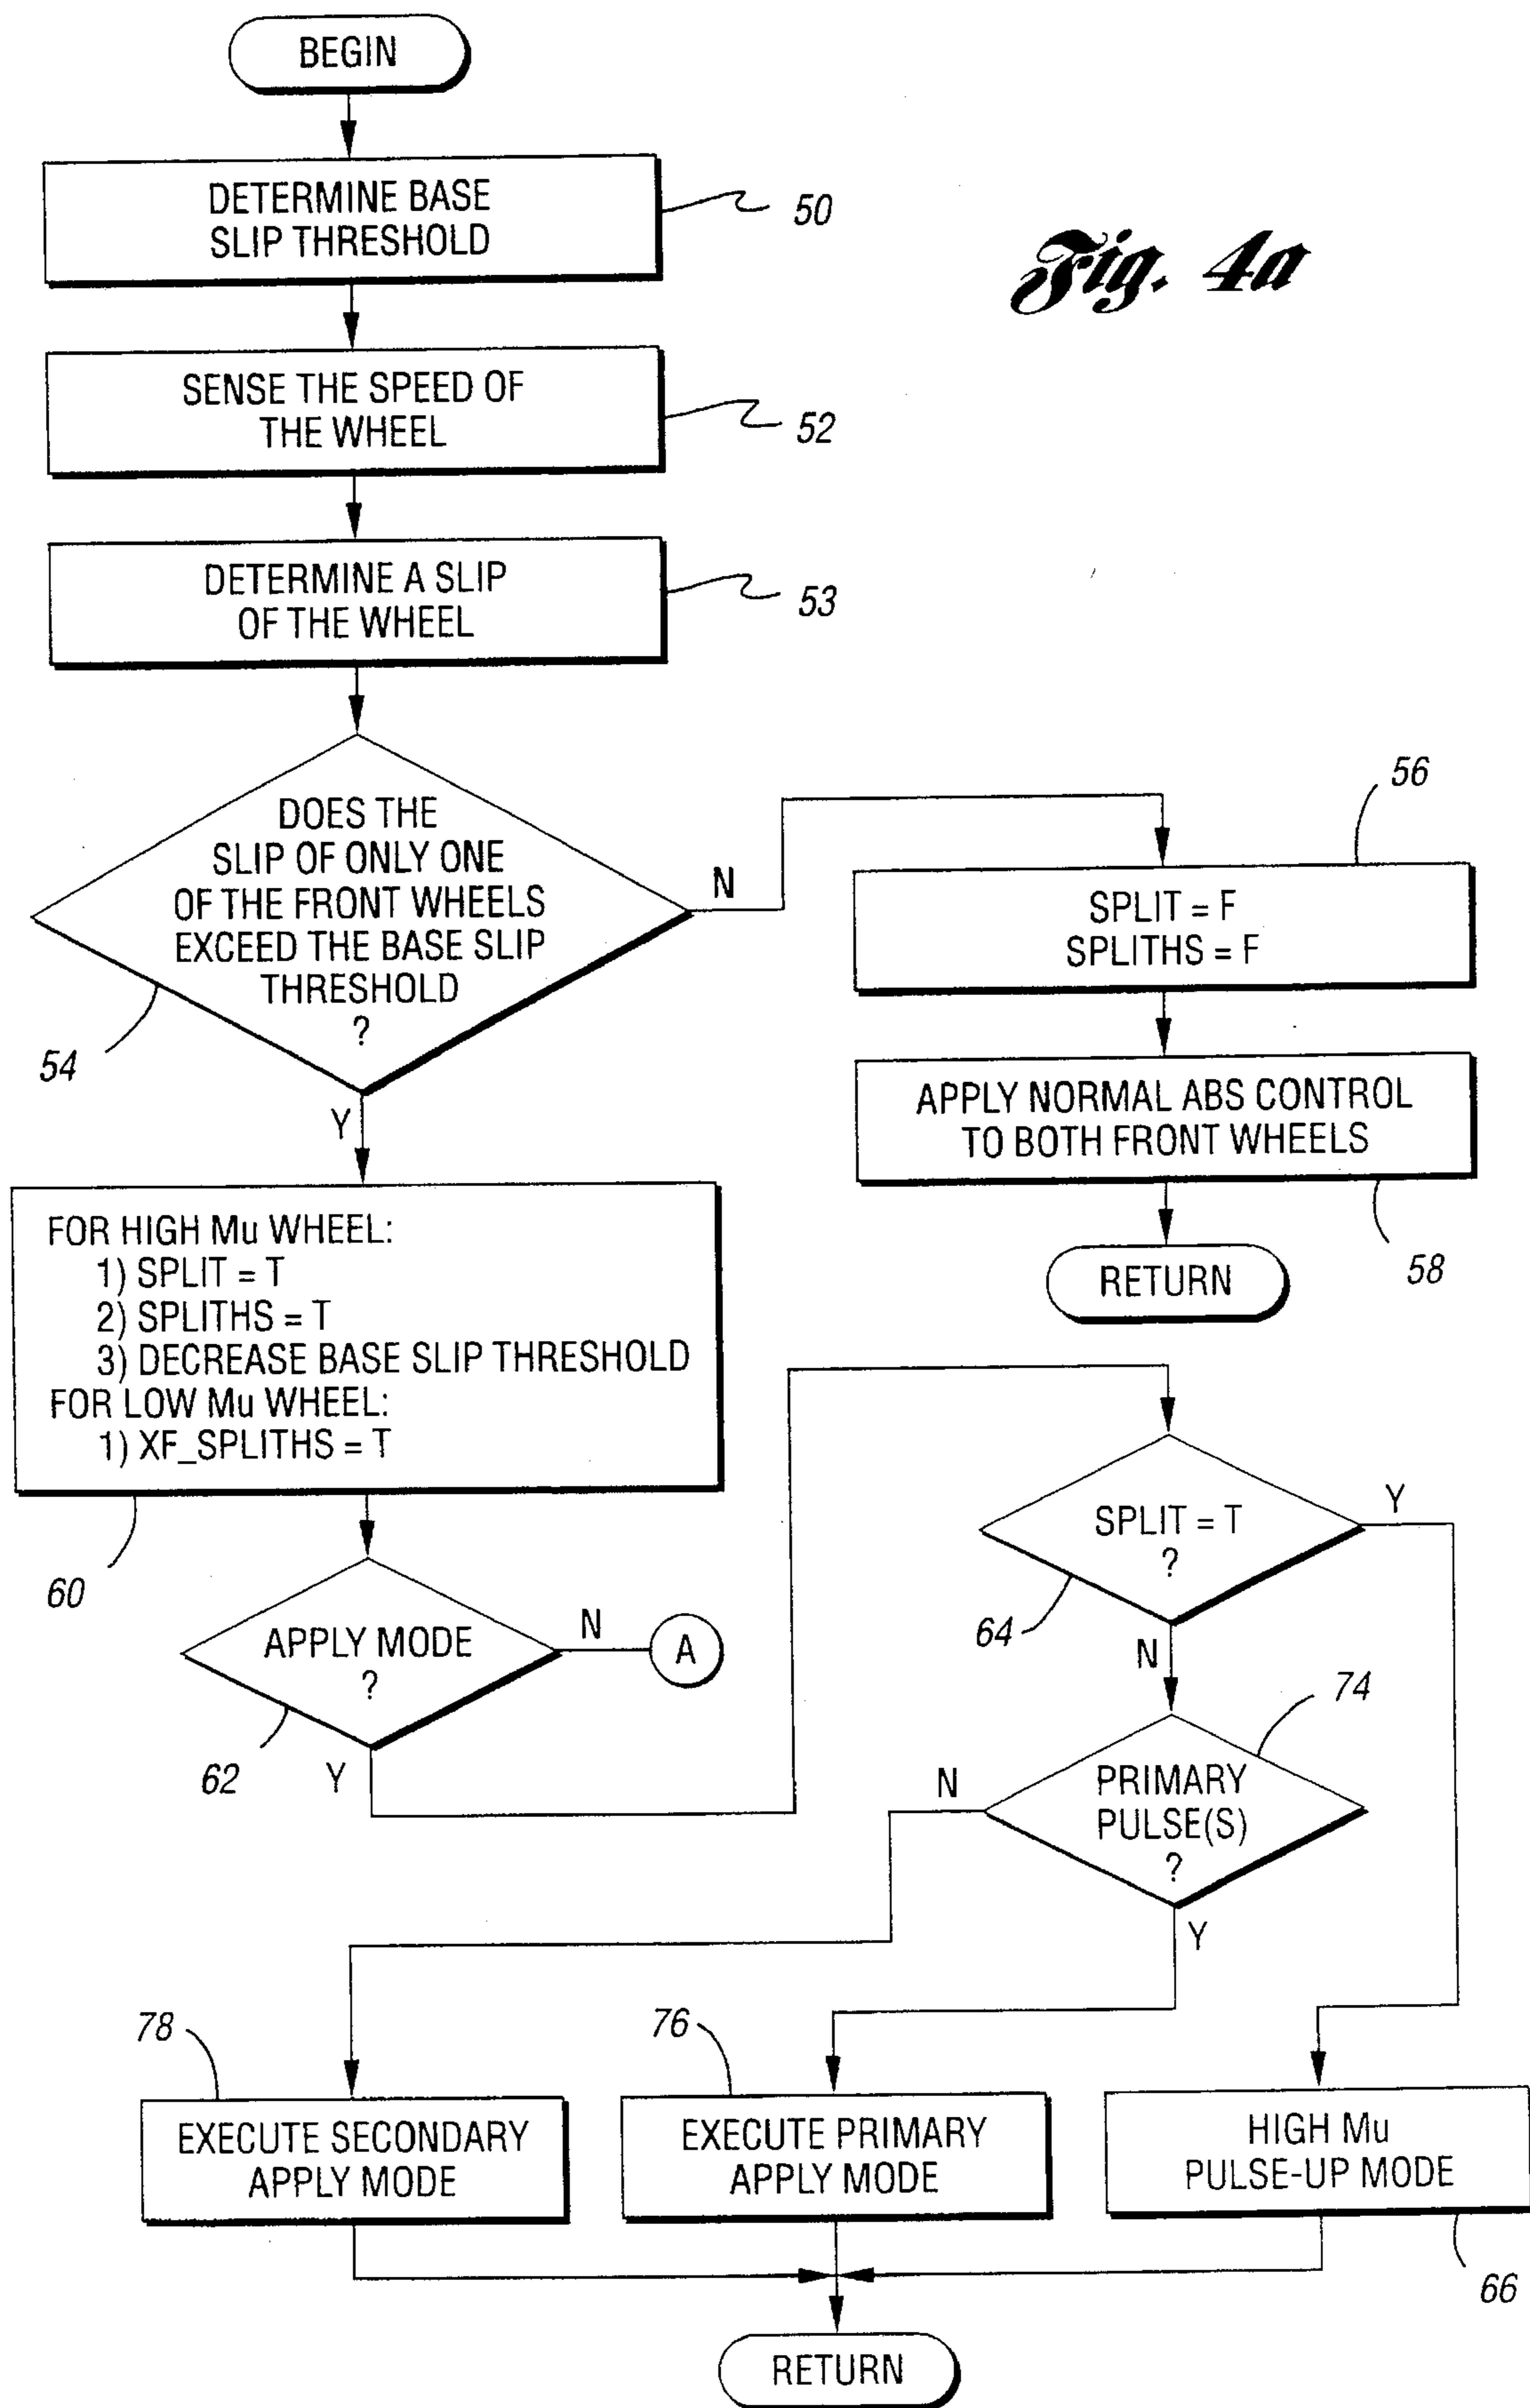 BEGIN
DETERMINE BASE
SLIP THRESHOLD
50
Fig. 4a
SENSE THE SPEED OF
THE WHEEL
52
DETERMINE A SLIP
OF THE WHEEL
53
DOES THE
SLIP OF ONLY ONE
OF THE FRONT WHEELS
EXCEED THE BASE SLIP
THRESHOLD
?
54
N
Y
56
SPLIT = F
SPLITHS = F
APPLY NORMAL ABS CONTROL
TO BOTH FRONT WHEELS
58
RETURN
FOR HIGH Mu WHEEL:
1) SPLIT = T
2) SPLITHS = T
3) DECREASE BASE SLIP THRESHOLD
FOR LOW Mu WHEEL:
1) XF_SPLITHS = T
60
APPLY MODE
?
62
N
A
Y
SPLIT = T
?
64
Y
N
74
PRIMARY
PULSE(S)
?
N
Y
78
EXECUTE SECONDARY
APPLY MODE
76
EXECUTE PRIMARY
APPLY MODE
HIGH Mu
PULSE-UP MODE
66
RETURN